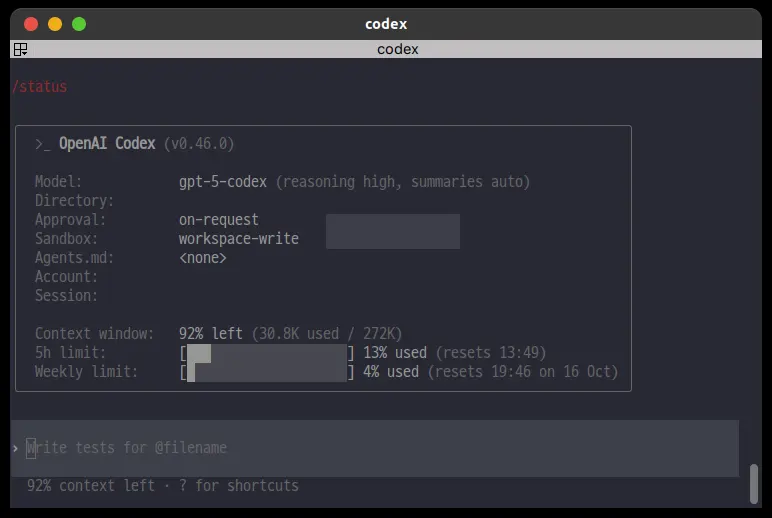 codex
codex
/status
>_ OpenAI Codex (v0.46.0)
Model: gpt-5-codex (reasoning high, summaries auto)
Directory:
Approval: on-request
Sandbox: workspace-write
Agents.md: <none>
Account:
Session:
Context window: 92% left (30.8K used / 272K)
5h limit: [ ] 13% used (resets 13:49)
Weekly limit: [ ] 4% used (resets 19:46 on 16 Oct)
› Write tests for @filename
92% context left · ? for shortcuts